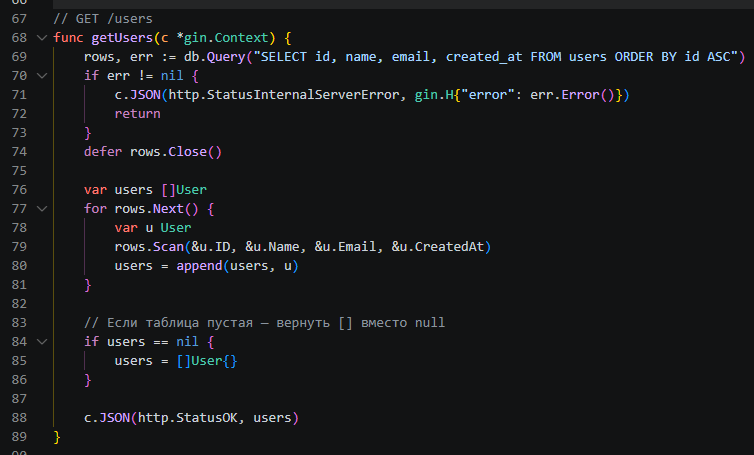 67 // GET /users
68 func getUsers(c *gin.Context) {
69     rows, err := db.Query("SELECT id, name, email, created_at FROM users ORDER BY id ASC")
70     if err != nil {
71         c.JSON(http.StatusInternalServerError, gin.H{"error": err.Error()})
72         return
73     }
74     defer rows.Close()
75
76     var users []User
77     for rows.Next() {
78         var u User
79         rows.Scan(&u.ID, &u.Name, &u.Email, &u.CreatedAt)
80         users = append(users, u)
81     }
82
83     // Если таблица пустая — вернуть [] вместо null
84     if users == nil {
85         users = []User{}
86     }
87
88     c.JSON(http.StatusOK, users)
89 }